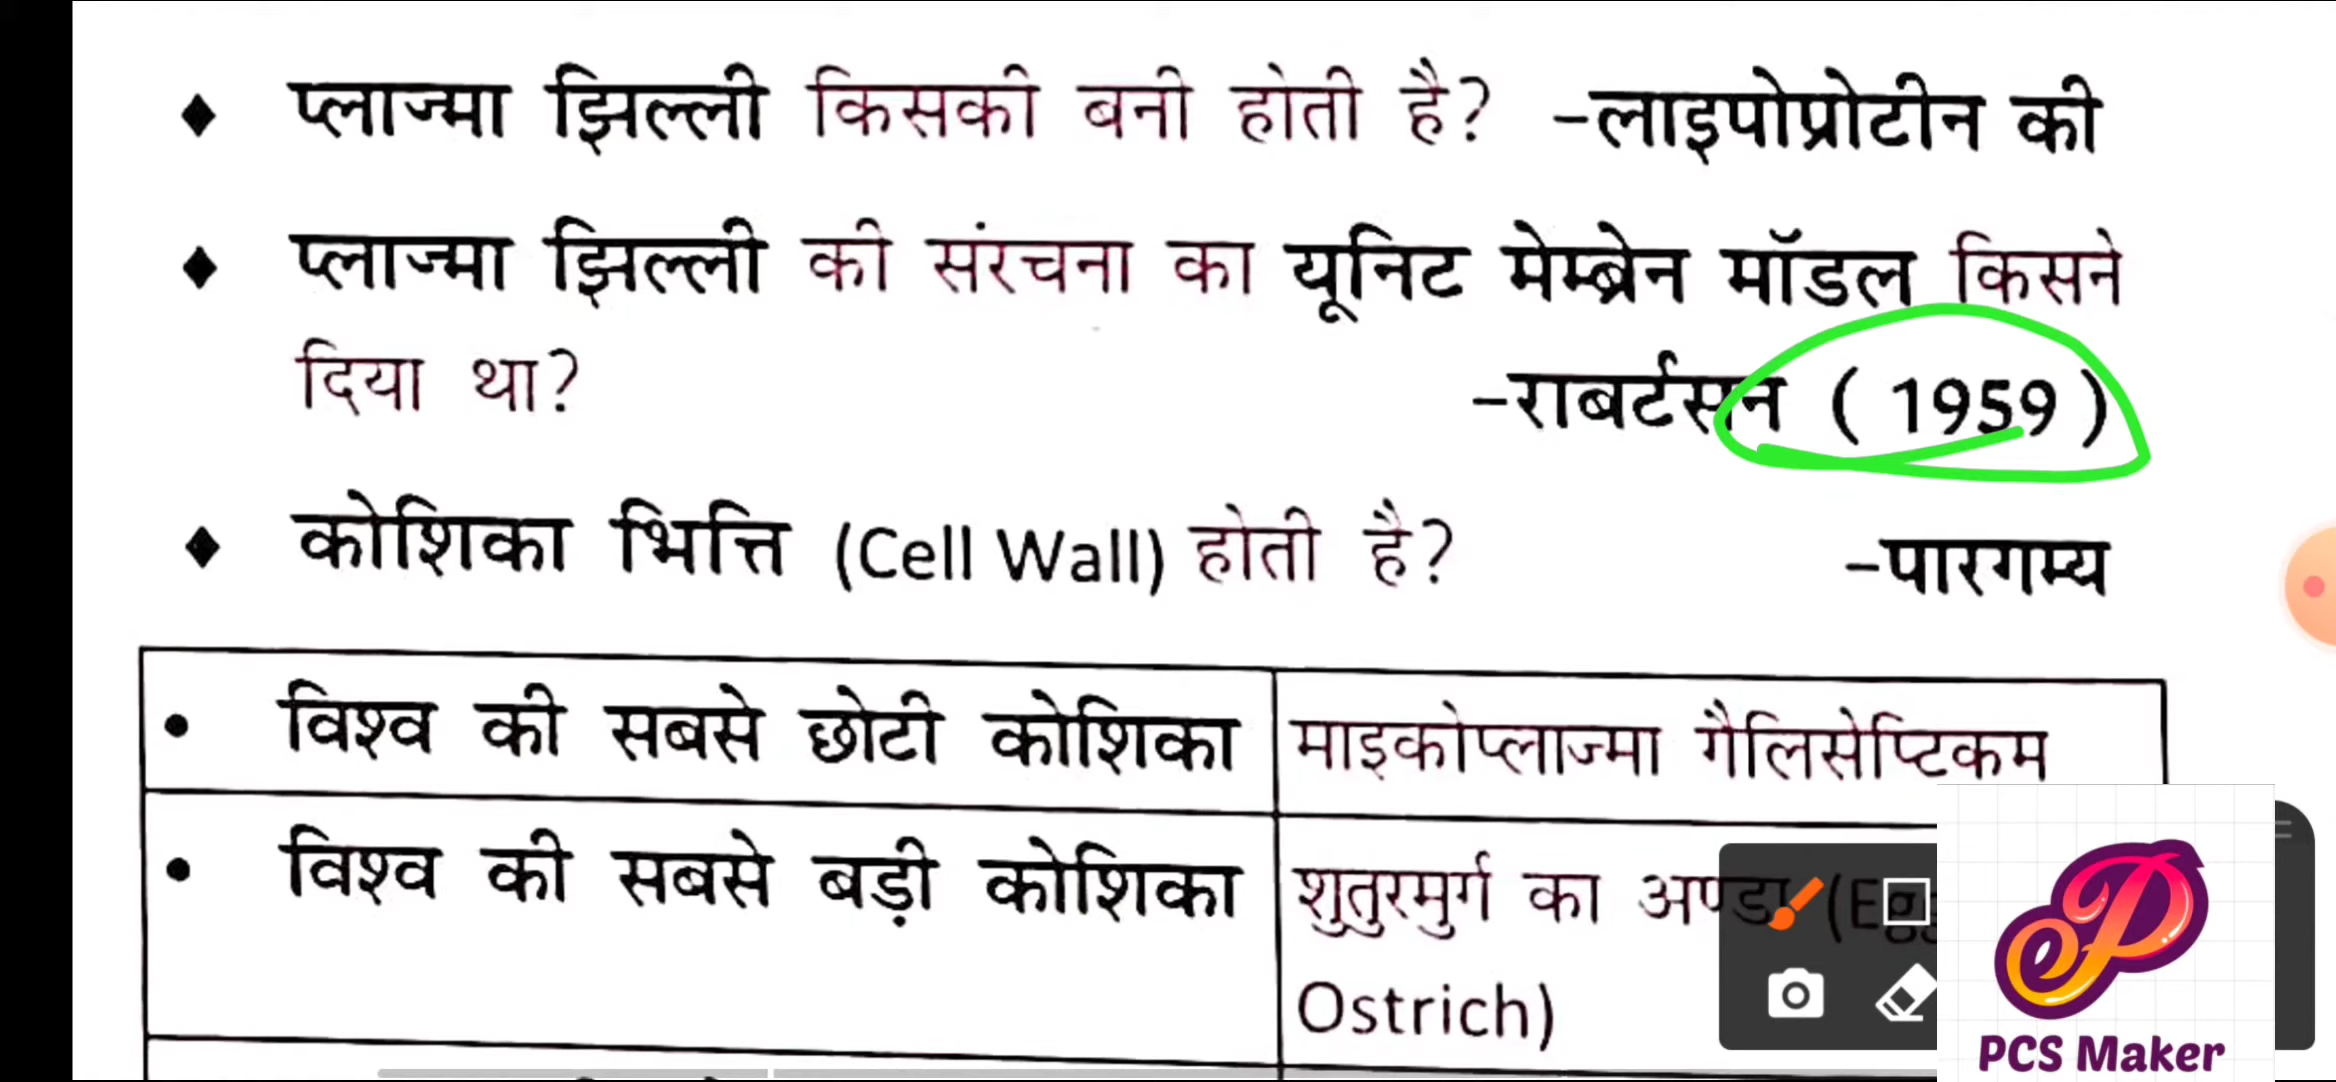 ♦ प्लाज्मा झिल्ली किसकी बनी होती है? -लाइपोप्रोटीन की
♦ प्लाज्मा झिल्ली की संरचना का यूनिट मेम्ब्रेन मॉडल किसने
दिया था? -राबर्टसन ( 1959 )
♦ कोशिका भित्ति (Cell Wall) होती है? -पारगम्य
• विश्व की सबसे छोटी कोशिका माइकोप्लाज्मा गैलिसेप्टिकम
• विश्व की सबसे बड़ी कोशिका शुतुरमुर्ग का अण्डा (Egg
Ostrich)
PCS Maker